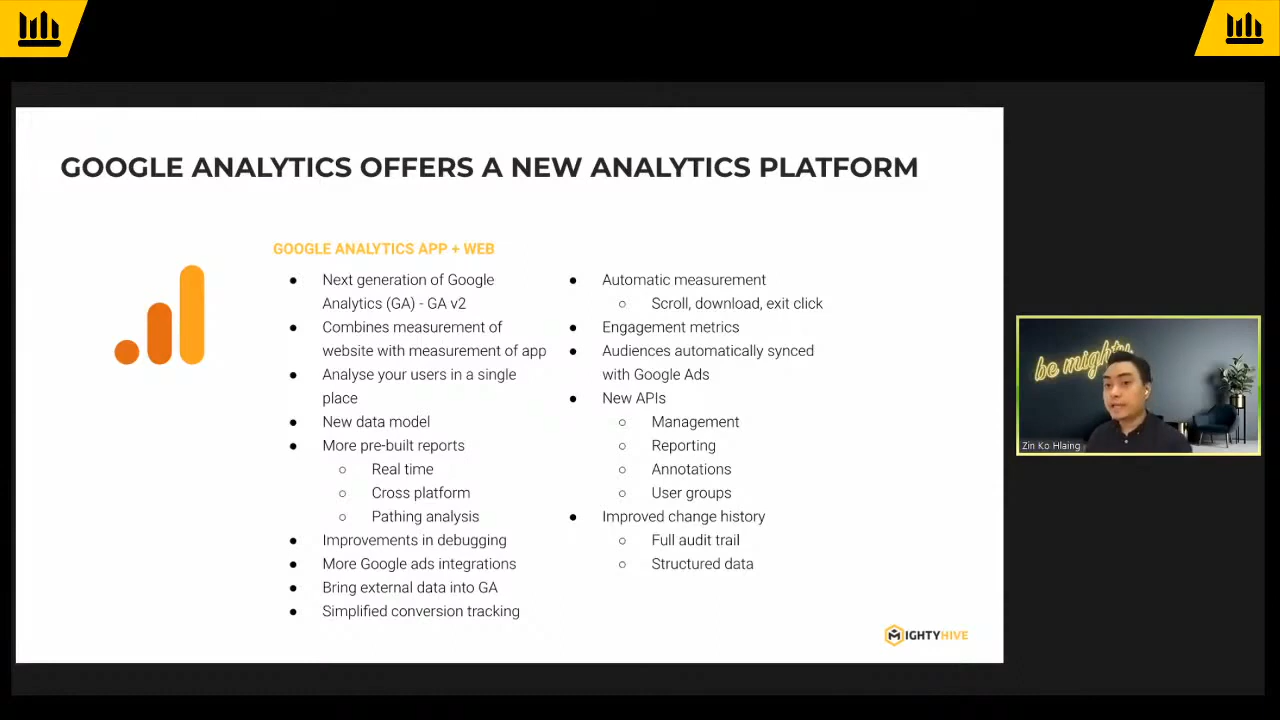 GOOGLE ANALYTICS OFFERS A NEW ANALYTICS PLATFORM
GOOGLE ANALYTICS APP + WEB
● Next generation of Google
Analytics (GA) - GA v2
● Combines measurement of
website with measurement of app
● Analyse your users in a single
place
● New data model
● More pre-built reports
○ Real time
○ Cross platform
○ Pathing analysis
● Improvements in debugging
● More Google ads integrations
● Bring external data into GA
● Simplified conversion tracking
● Automatic measurement
○ Scroll, download, exit click
● Engagement metrics
● Audiences automatically synced
with Google Ads
● New APIs
○ Management
○ Reporting
○ Annotations
○ User groups
● Improved change history
○ Full audit trail
○ Structured data
MIGHTYHIVE
be mighty
Zin Ko Hlaing